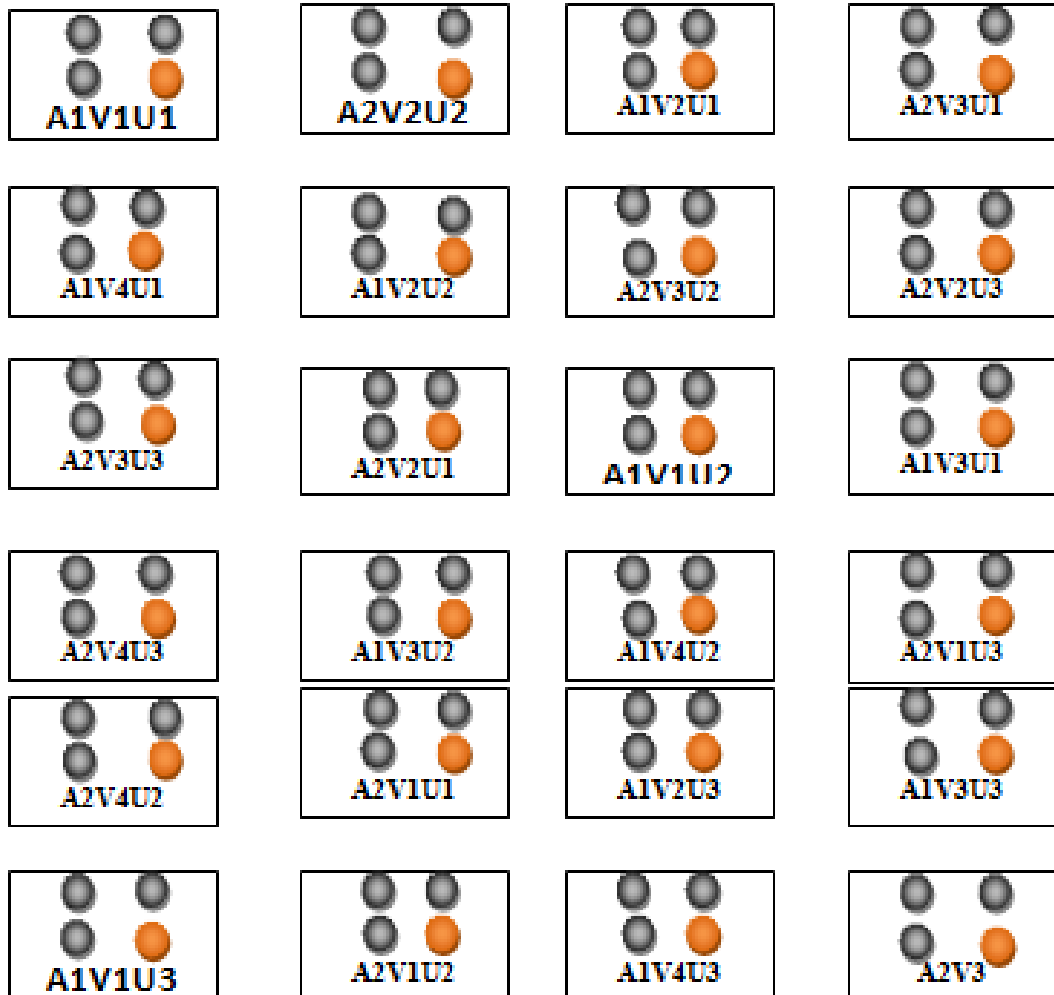 A1V1U1 A2V2U2 A1V2U1 A2V3U1
A1V4U1 A1V2U2 A2V3U2 A2V2U3
A2V3U3 A2V2U1 A1V1U2 A1V3U1
A2V4U3 A1V3U2 A1V4U2 A2V1U3
A2V4U2 A2V1U1 A1V2U3 A1V3U3
A1V1U3 A2V1U2 A1V4U3 A2V3